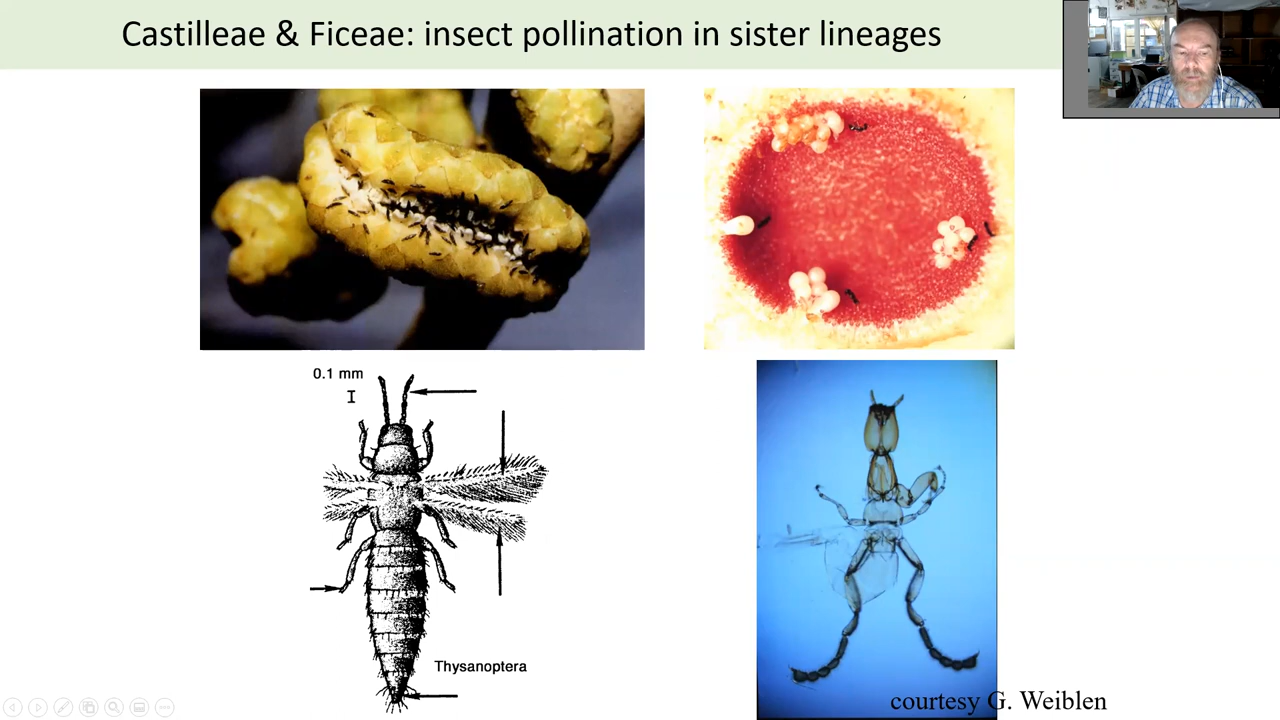 Castilleae & Ficeae: insect pollination in sister lineages
0.1 mm
Thysanoptera
courtesy G. Weiblen